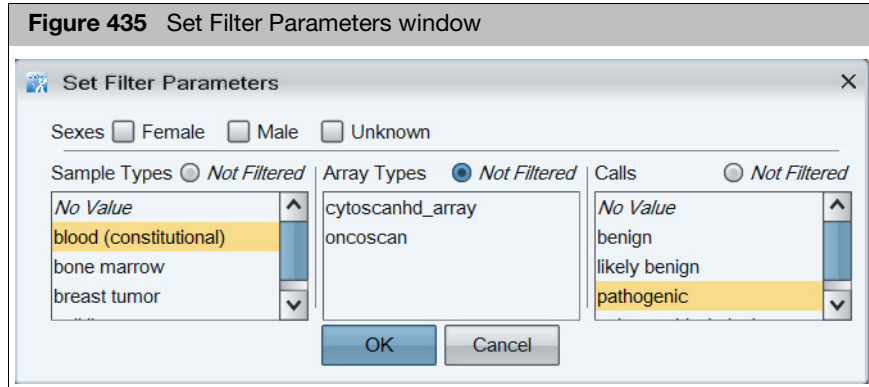 Figure 435 Set Filter Parameters window
Set Filter Parameters
Sexes Female Male Unknown
Sample Types Not Filtered Array Types Not Filtered Calls Not Filtered
No Value cytoscanhd_array No Value
blood (constitutional) oncoscan benign
bone marrow likely benign
breast tumor pathogenic
OK Cancel